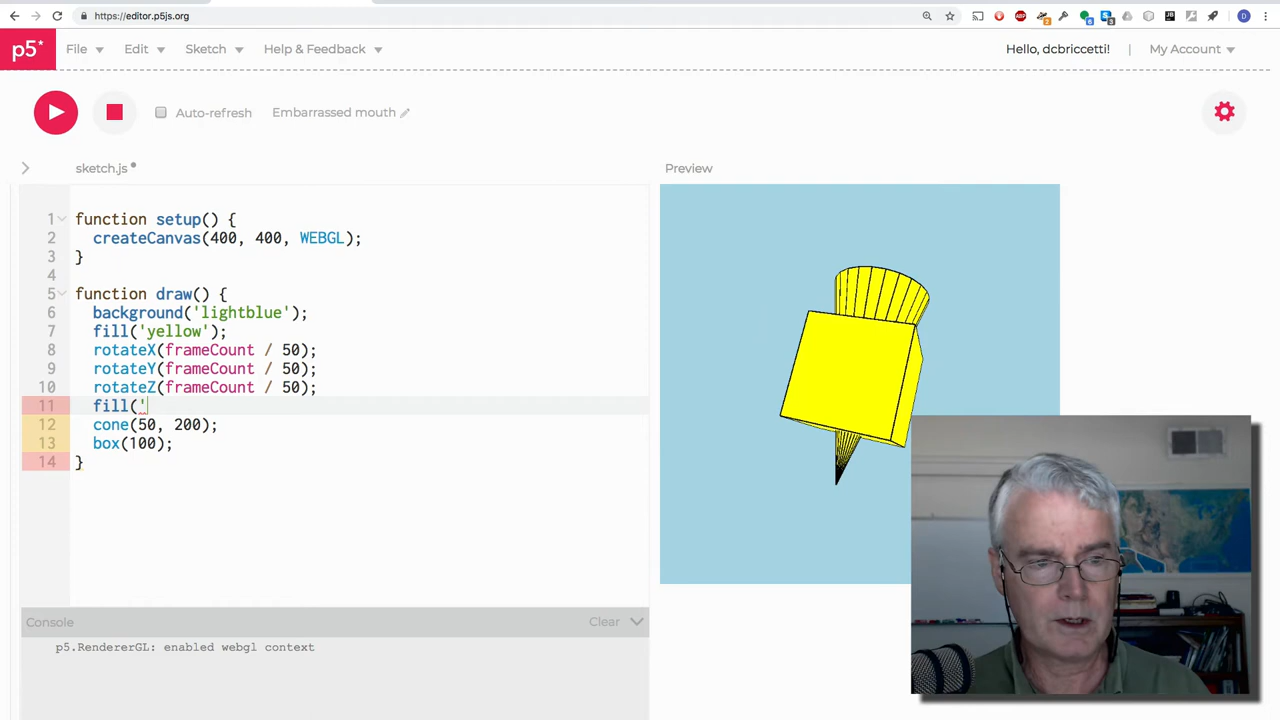 https://editor.p5js.org
p5*
File
Edit
Sketch
Help & Feedback
Hello, dcbriccetti!
|
My Account
Auto-refresh
Embarrassed mouth
sketch.js
Preview
1 function setup() {
2 createCanvas(400, 400, WEBGL);
3 }
4
5 function draw() {
6 background('lightblue');
7 fill('yellow');
8 rotateX(frameCount / 50);
9 rotateY(frameCount / 50);
10 rotateZ(frameCount / 50);
11 fill('
12 cone(50, 200);
13 box(100);
14 }
Console
Clear
p5.RendererGL: enabled webgl context